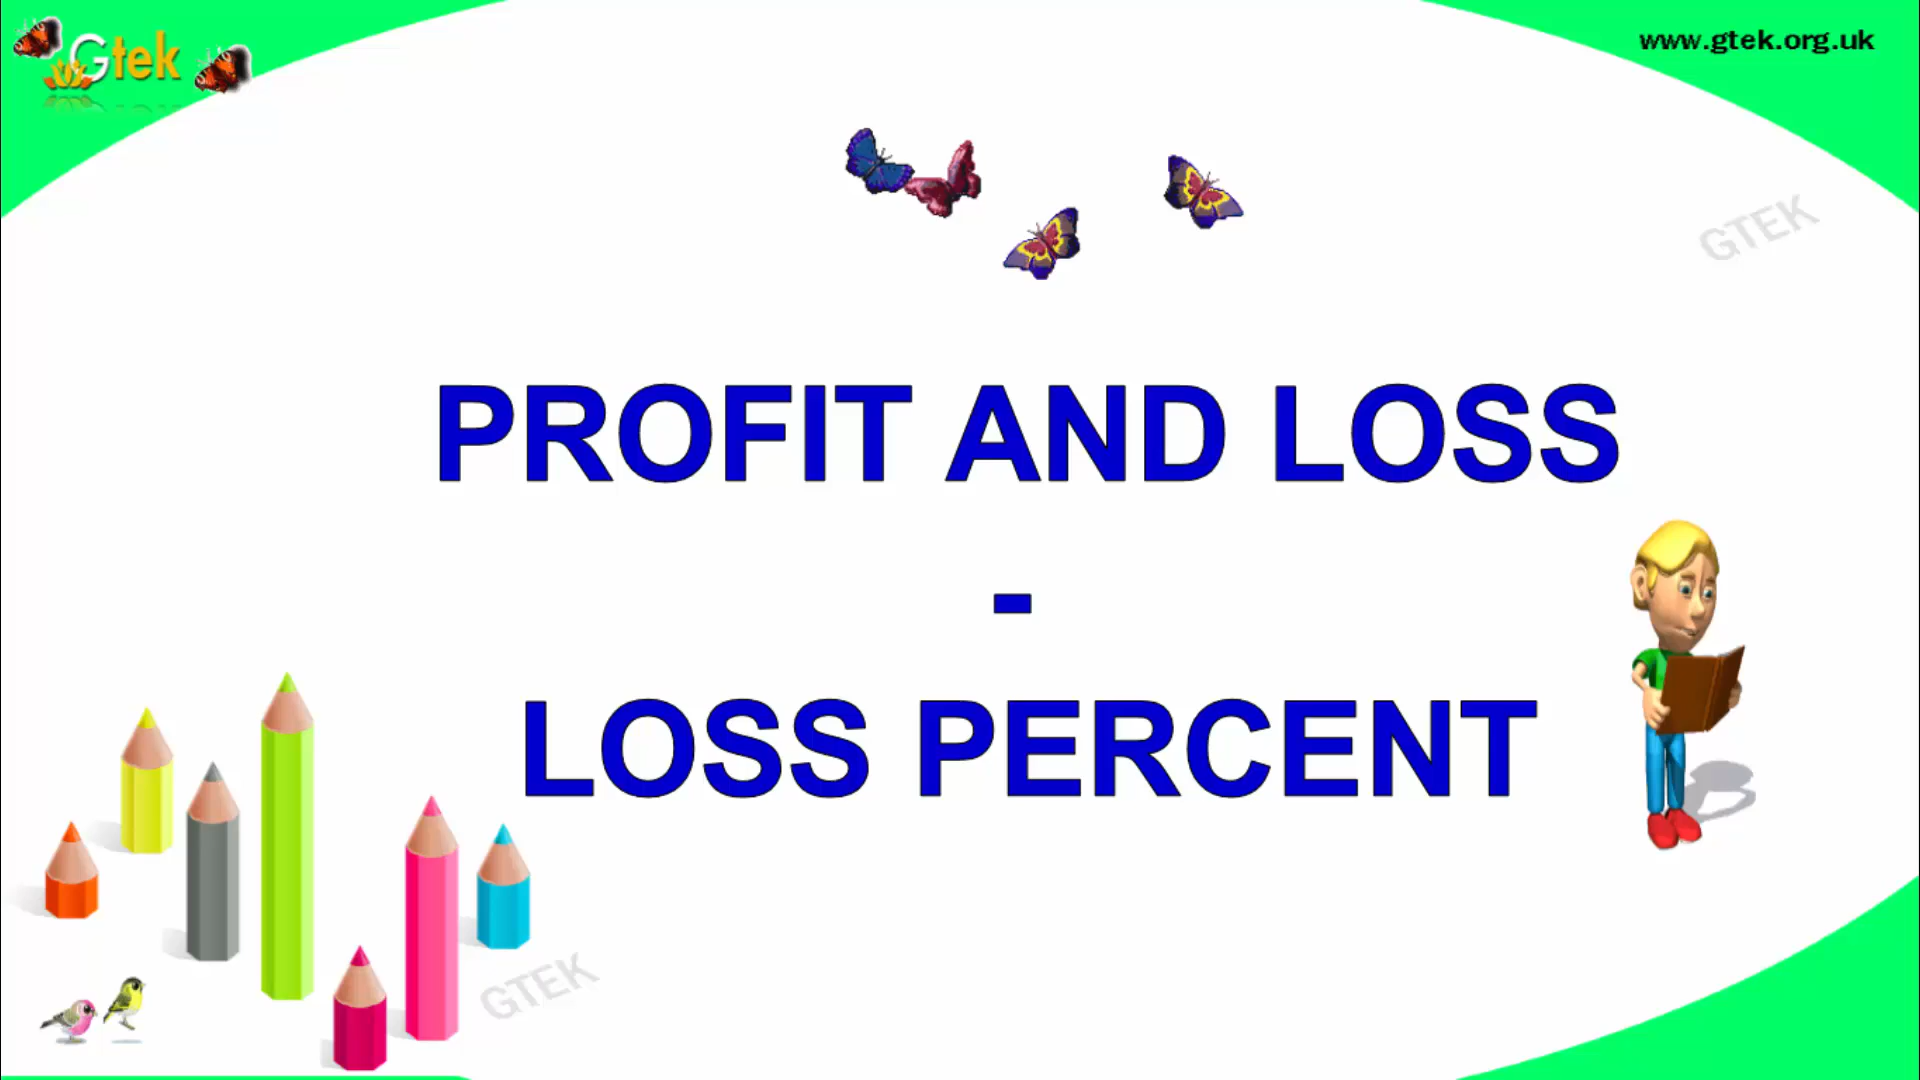 Gtek
www.gtek.org.uk
GTEK
PROFIT AND LOSS
-
LOSS PERCENT
GTEK